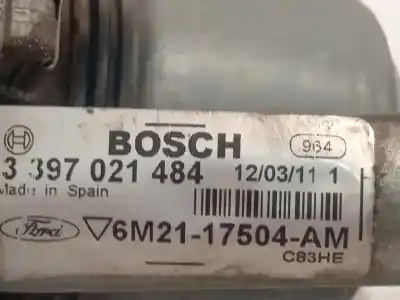 BOSCH 964
3 397 021 484 12/03/11 1
Made in Spain
Ford 6M21-17504-AM
C83HE